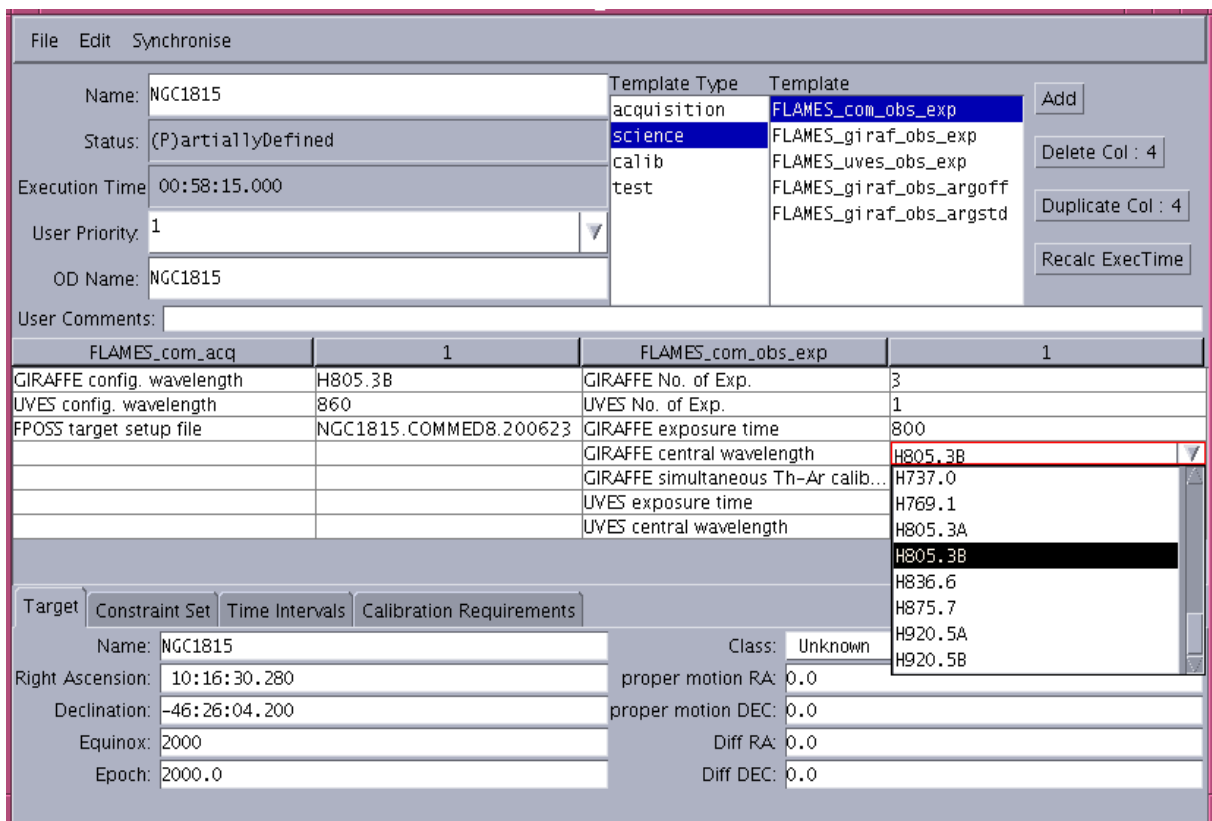 File Edit Synchronise
Name: NGC1815
Status: (P)artiallyDefined
Execution Time 00:58:15.000
User Priority: 1
OD Name: NGC1815
User Comments:
Template Type
acquisition
science
calib
test
Template
FLAMES_com_obs_exp
FLAMES_giraf_obs_exp
FLAMES_uves_obs_exp
FLAMES_giraf_obs_argoff
FLAMES_giraf_obs_argstd
Add
Delete Col : 4
Duplicate Col : 4
Recalc ExecTime
FLAMES_com_acq 1 FLAMES_com_obs_exp 1
GIRAFFE config. wavelength H805.3B GIRAFFE No. of Exp. 3
UVES config. wavelength 860 UVES No. of Exp. 1
FPOSS target setup file NGC1815.COMMED8.200623 GIRAFFE exposure time 800
GIRAFFE central wavelength H805.3B
GIRAFFE simultaneous Th-Ar calib...
UVES exposure time
UVES central wavelength
H737.0
H769.1
H805.3A
H805.3B
H836.6
H875.7
H920.5A
H920.5B
Target Constraint Set Time Intervals Calibration Requirements
Name: NGC1815 Class: Unknown
Right Ascension: 10:16:30.280 proper motion RA: 0.0
Declination: -46:26:04.200 proper motion DEC: 0.0
Equinox: 2000 Diff RA: 0.0
Epoch: 2000.0 Diff DEC: 0.0